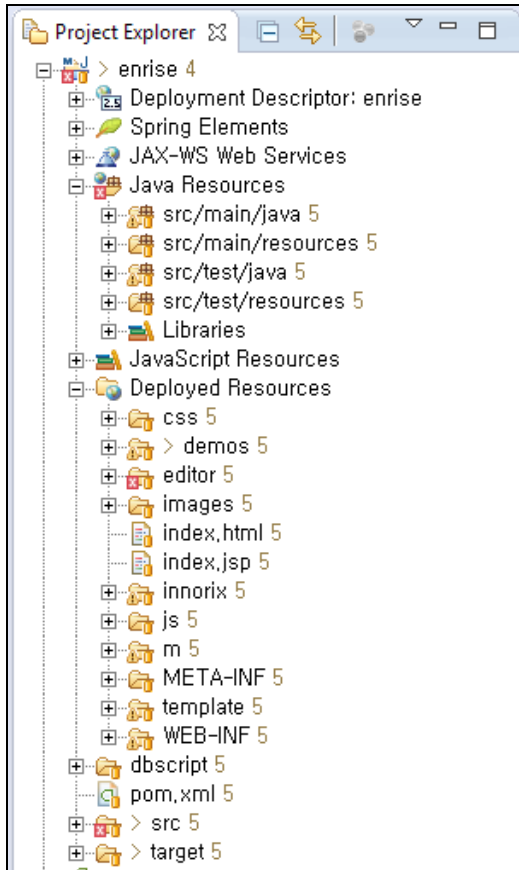 Project Explorer
> enrise 4
Deployment Descriptor: enrise
Spring Elements
JAX-WS Web Services
Java Resources
src/main/java 5
src/main/resources 5
src/test/java 5
src/test/resources 5
Libraries
JavaScript Resources
Deployed Resources
css 5
> demos 5
editor 5
images 5
index.html 5
index.jsp 5
innorix 5
js 5
m 5
META-INF 5
template 5
WEB-INF 5
dbscript 5
pom.xml 5
> src 5
> target 5